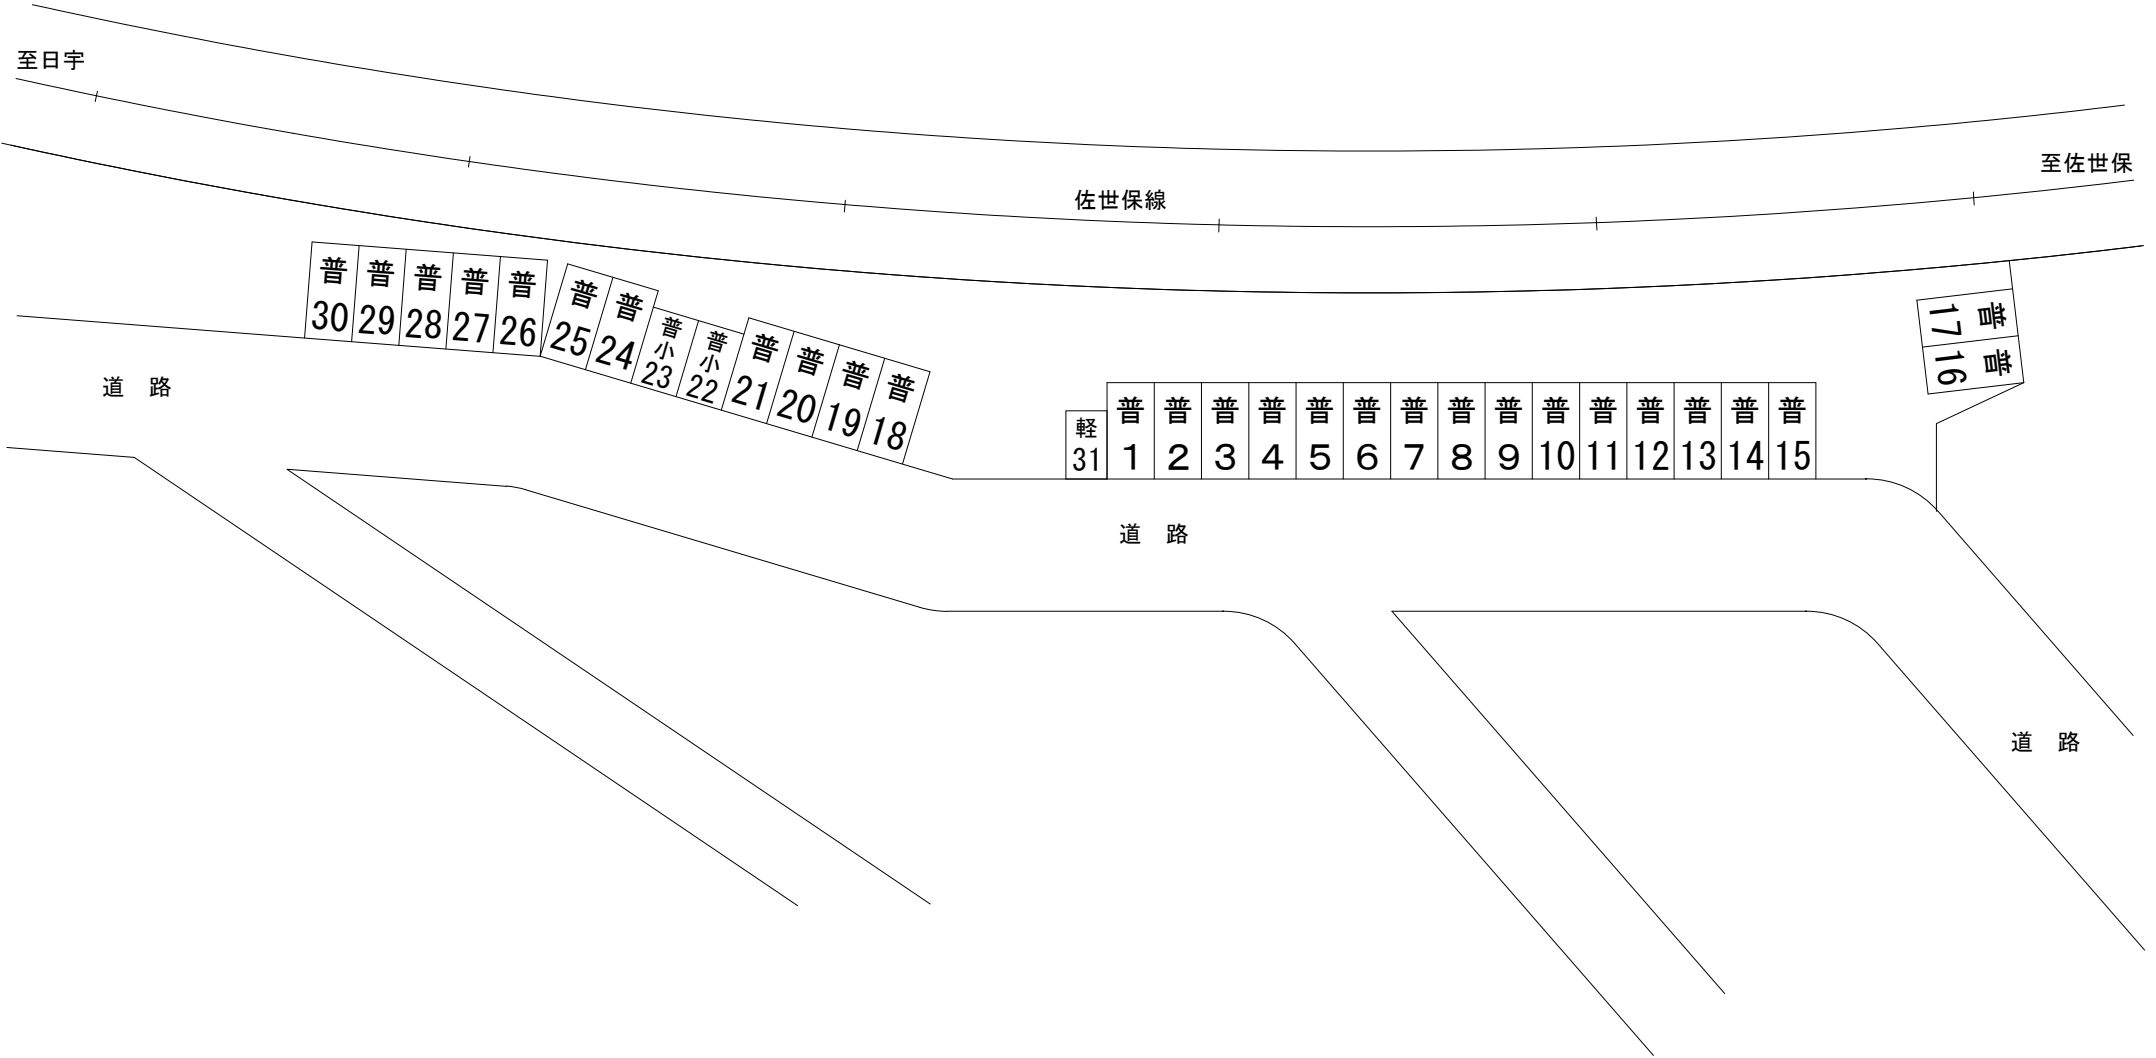 至日宇
至佐世保
佐世保線
普 普 普 普 普
30 29 28 27 26
普 普 普小 普小 普 普 普 普
25 24 23 22 21 20 19 18
普 17
普 16
軽 普 普 普 普 普 普 普 普 普 普 普 普 普 普 普
31 1 2 3 4 5 6 7 8 9 10 11 12 13 14 15
道 路
道 路
道 路